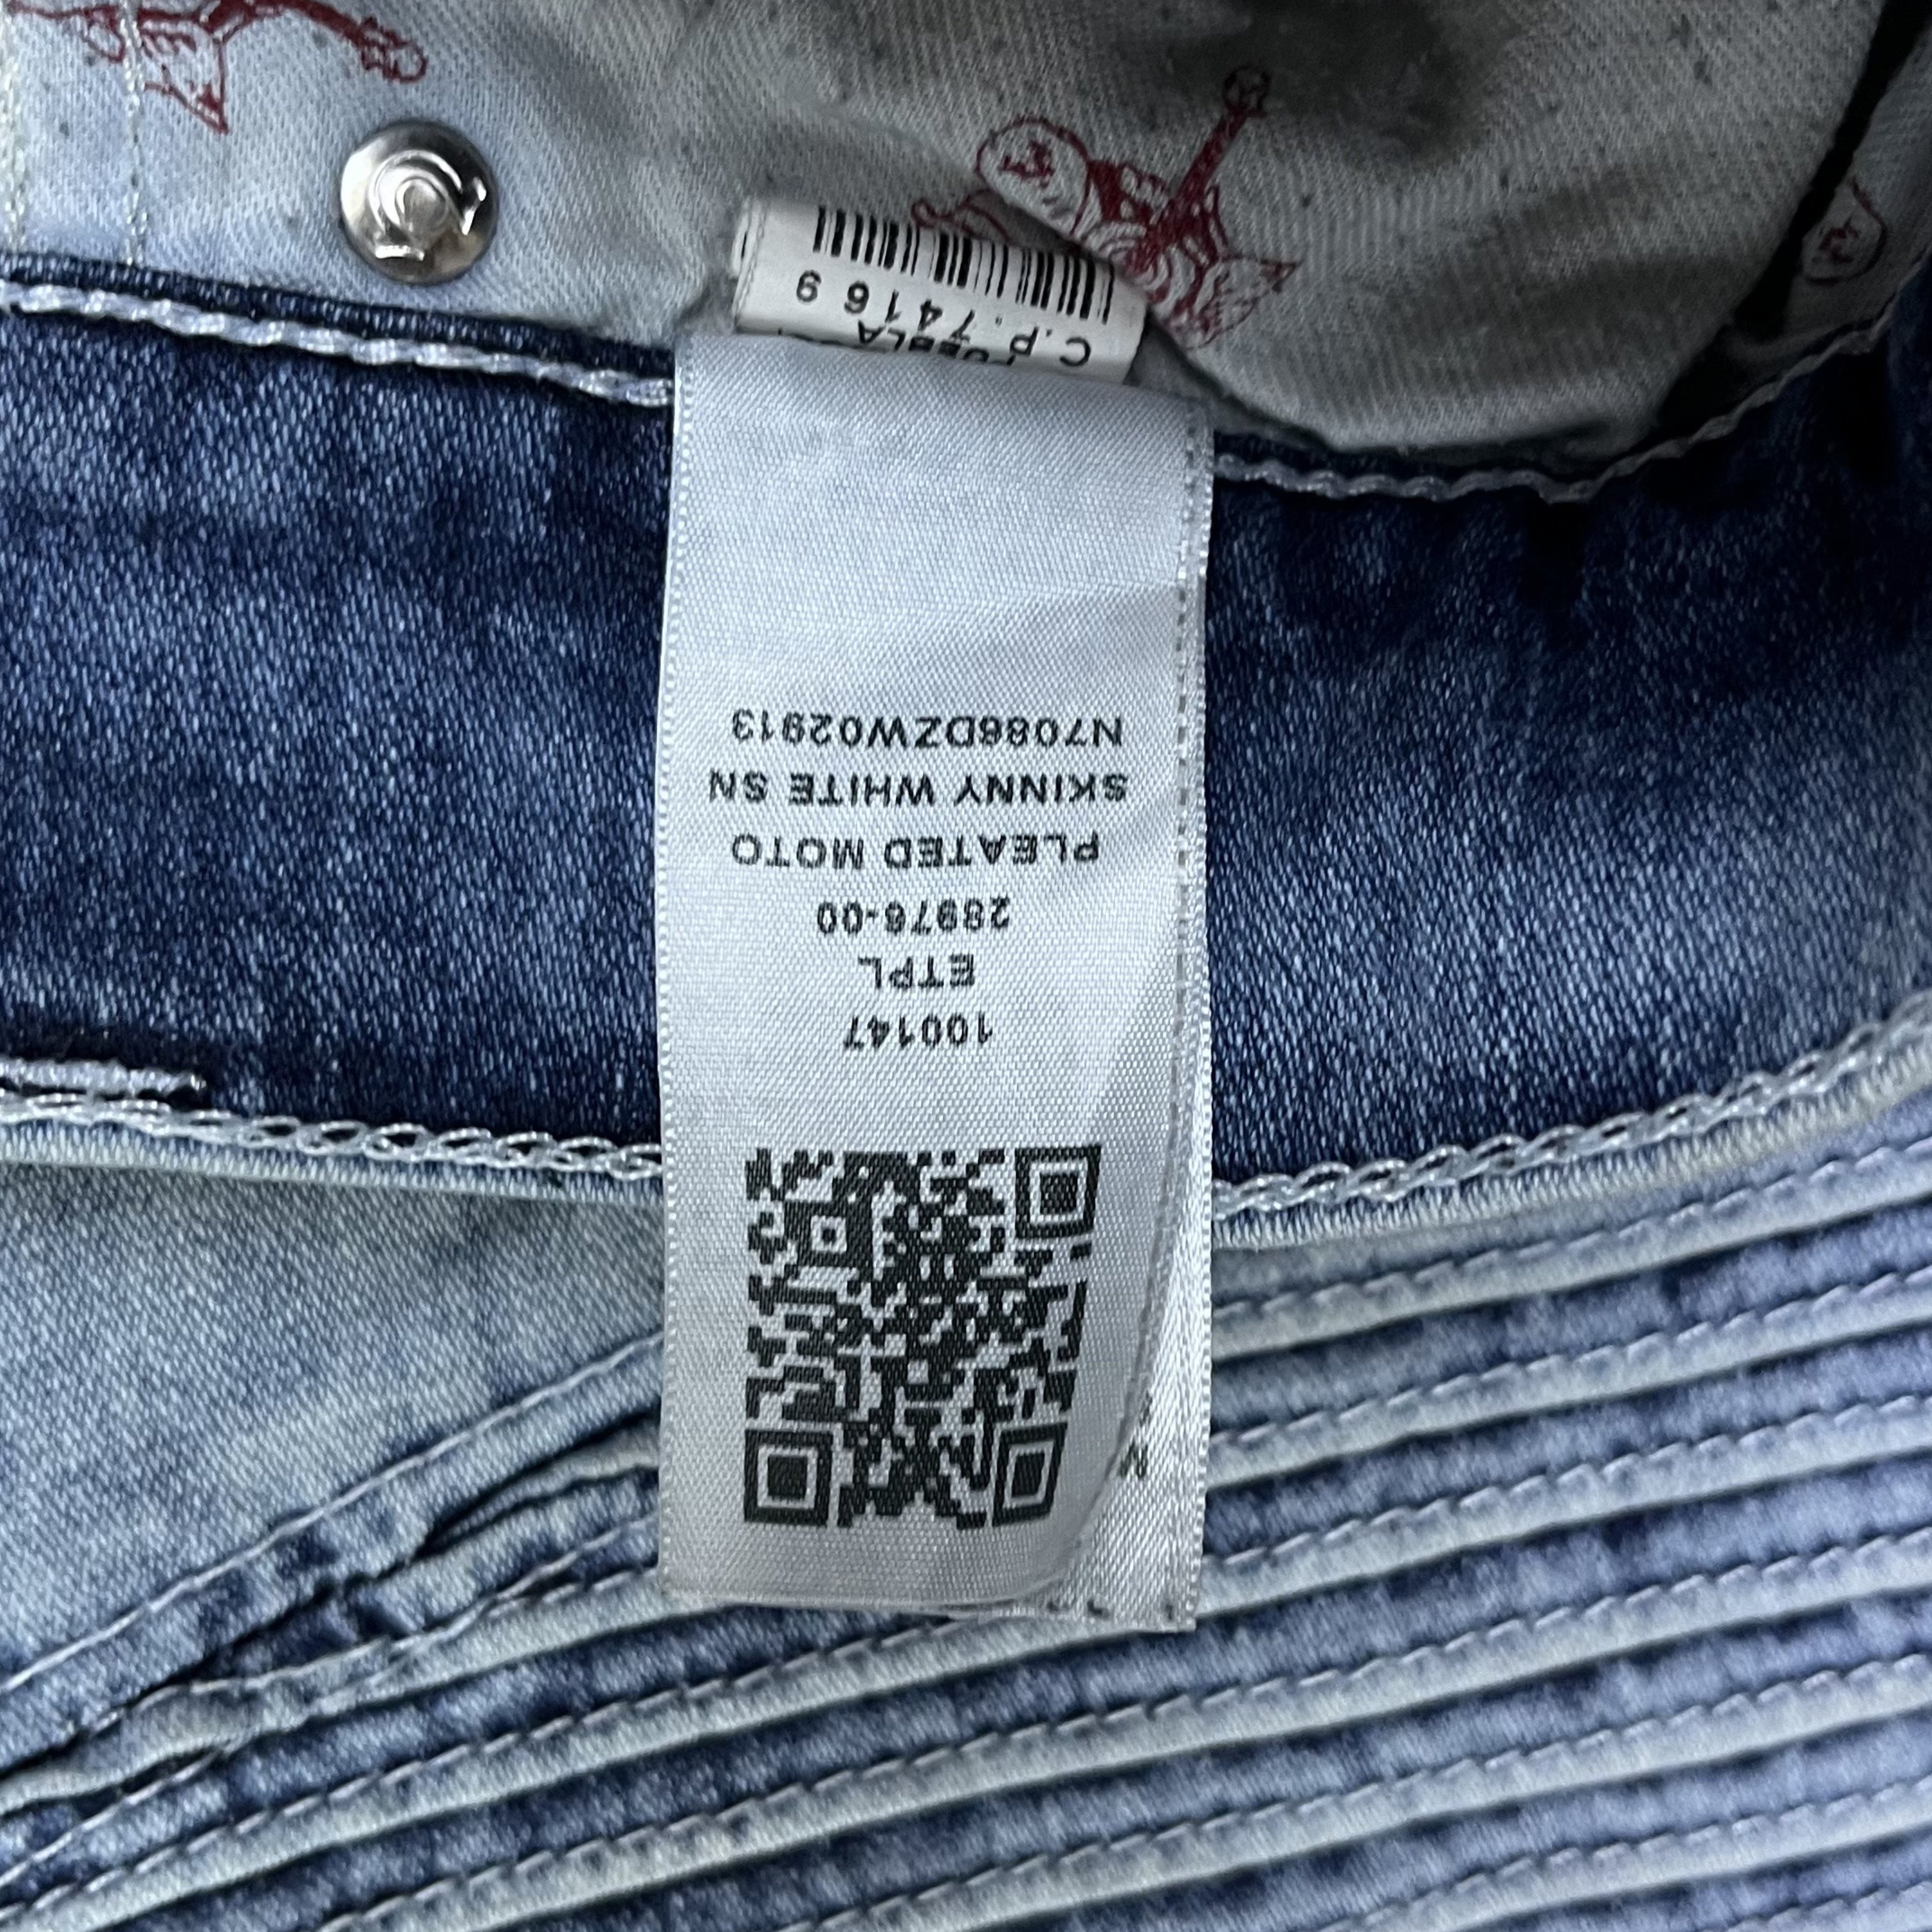 100147
ETPL
28976-00
PLEATED MOTO
SKINNY WHITE SN
N7086DZW02913
C.P.74169